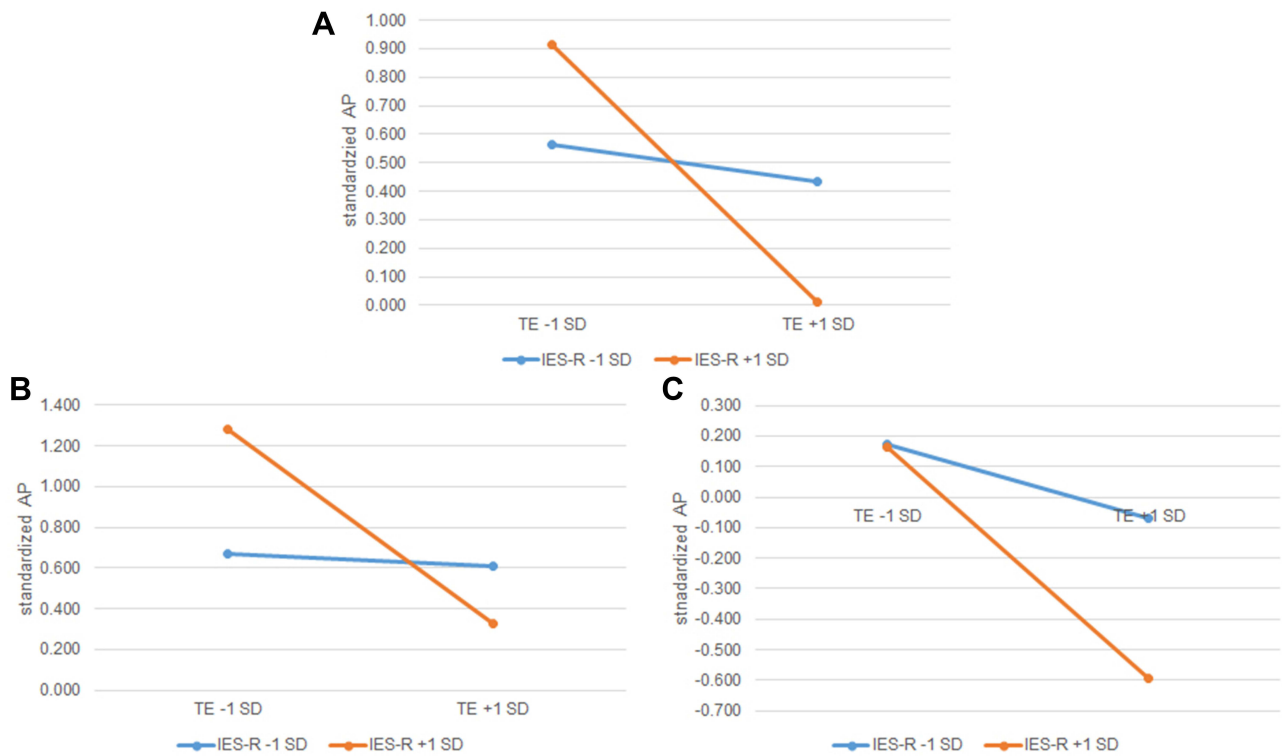 A
1.000
0.900
0.800
0.700
0.600
0.500
0.400
0.300
0.200
0.100
0.000
standardzied AP
TE -1 SD TE +1 SD
IES-R -1 SD IES-R +1 SD
B
1.400
1.200
1.000
0.800
0.600
0.400
0.200
0.000
standardized AP
TE -1 SD TE +1 SD
IES-R -1 SD IES-R +1 SD
C
0.300
0.200
0.100
0.000
-0.100
-0.200
-0.300
-0.400
-0.500
-0.600
-0.700
stnadardized AP
TE -1 SD TE +1 SD
IES-R -1 SD IES-R +1 SD